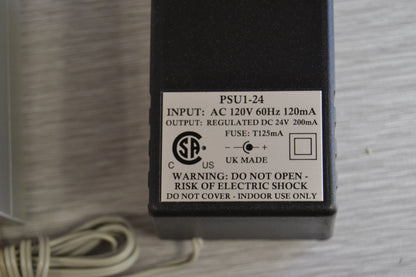 PSU1-24
INPUT: AC 120V 60Hz 120mA
OUTPUT: REGULATED DC 24V 200mA
FUSE: T125mA
- +
C SA US
UK MADE
WARNING: DO NOT OPEN -
RISK OF ELECTRIC SHOCK
DO NOT COVER - INDOOR USE ONLY